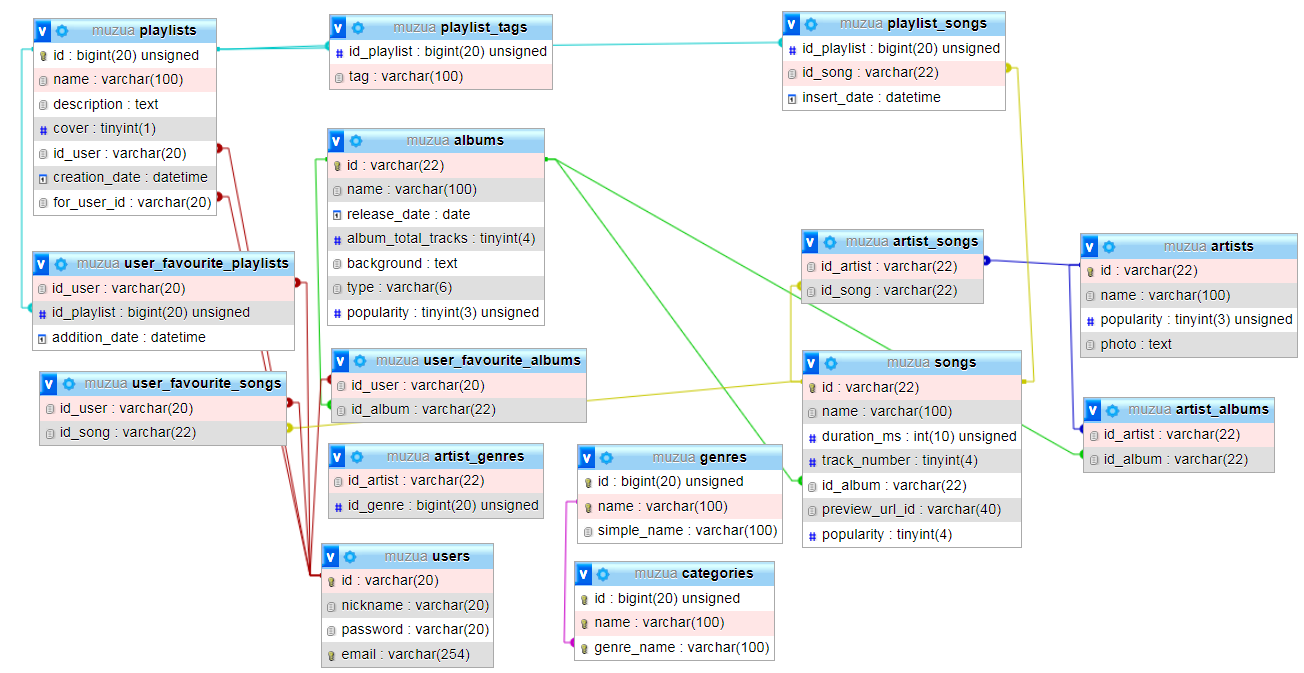 V muzua playlists
id : bigint(20) unsigned
name : varchar(100)
description : text
cover : tinyint(1)
id_user : varchar(20)
creation_date : datetime
for_user_id : varchar(20)
V muzua playlist_tags
id_playlist : bigint(20) unsigned
tag : varchar(100)
V muzua playlist_songs
id_playlist : bigint(20) unsigned
id_song : varchar(22)
insert_date : datetime
V muzua albums
id : varchar(22)
name : varchar(100)
release_date : date
album_total_tracks : tinyint(4)
background : text
type : varchar(6)
popularity : tinyint(3) unsigned
V muzua artist_songs
id_artist : varchar(22)
id_song : varchar(22)
V muzua artists
id : varchar(22)
name : varchar(100)
popularity : tinyint(3) unsigned
photo : text
V muzua user_favourite_playlists
id_user : varchar(20)
id_playlist : bigint(20) unsigned
addition_date : datetime
V muzua user_favourite_albums
id_user : varchar(20)
id_album : varchar(22)
V muzua songs
id : varchar(22)
name : varchar(100)
duration_ms : int(10) unsigned
track_number : tinyint(4)
id_album : varchar(22)
preview_url_id : varchar(40)
popularity : tinyint(4)
V muzua user_favourite_songs
id_user : varchar(20)
id_song : varchar(22)
V muzua artist_albums
id_artist : varchar(22)
id_album : varchar(22)
V muzua artist_genres
id_artist : varchar(22)
id_genre : bigint(20) unsigned
V muzua genres
id : bigint(20) unsigned
name : varchar(100)
simple_name : varchar(100)
V muzua users
id : varchar(20)
nickname : varchar(20)
password : varchar(20)
email : varchar(254)
V muzua categories
id : bigint(20) unsigned
name : varchar(100)
genre_name : varchar(100)